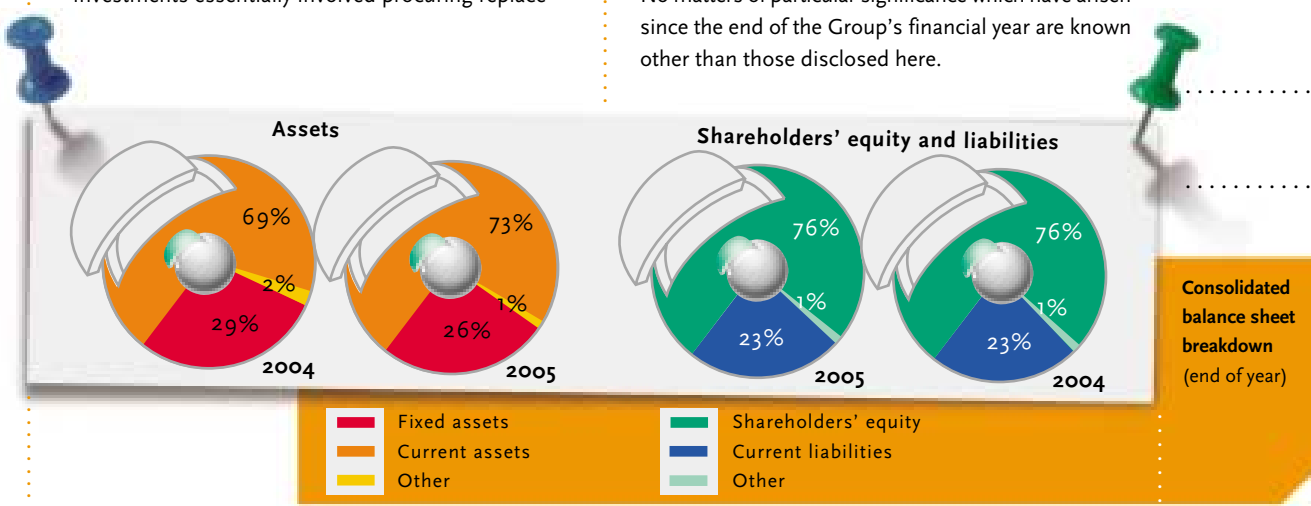 investments essentially involved procuring replace-
No matters of particular significance which have arisen
since the end of the Group's financial year are known
other than those disclosed here.
Assets
69%
2%
29%
2004
73%
1%
26%
2005
Shareholders' equity and liabilities
76%
1%
23%
2005
76%
1%
23%
2004
Consolidated
balance sheet
breakdown
(end of year)
Fixed assets
Current assets
Other
Shareholders' equity
Current liabilities
Other